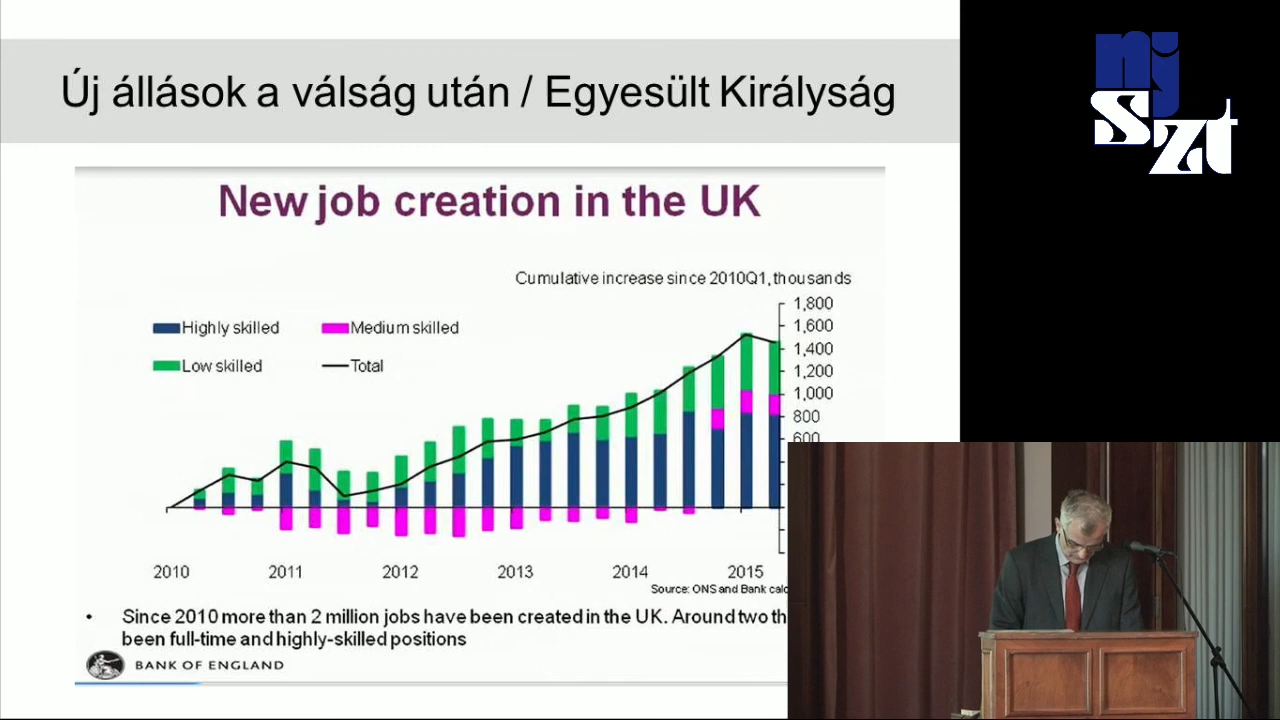 Új állások a válság után / Egyesült Királyság
New job creation in the UK
Cumulative increase since 2010Q1, thousands
Highly skilled
Medium skilled
Low skilled
Total
1,800
1,600
1,400
1,200
1,000
800
600
2010 2011 2012 2013 2014 2015
Source: ONS and Bank
• Since 2010 more than 2 million jobs have been created in the UK. Around two
been full-time and highly-skilled positions
BANK OF ENGLAND
njSzt